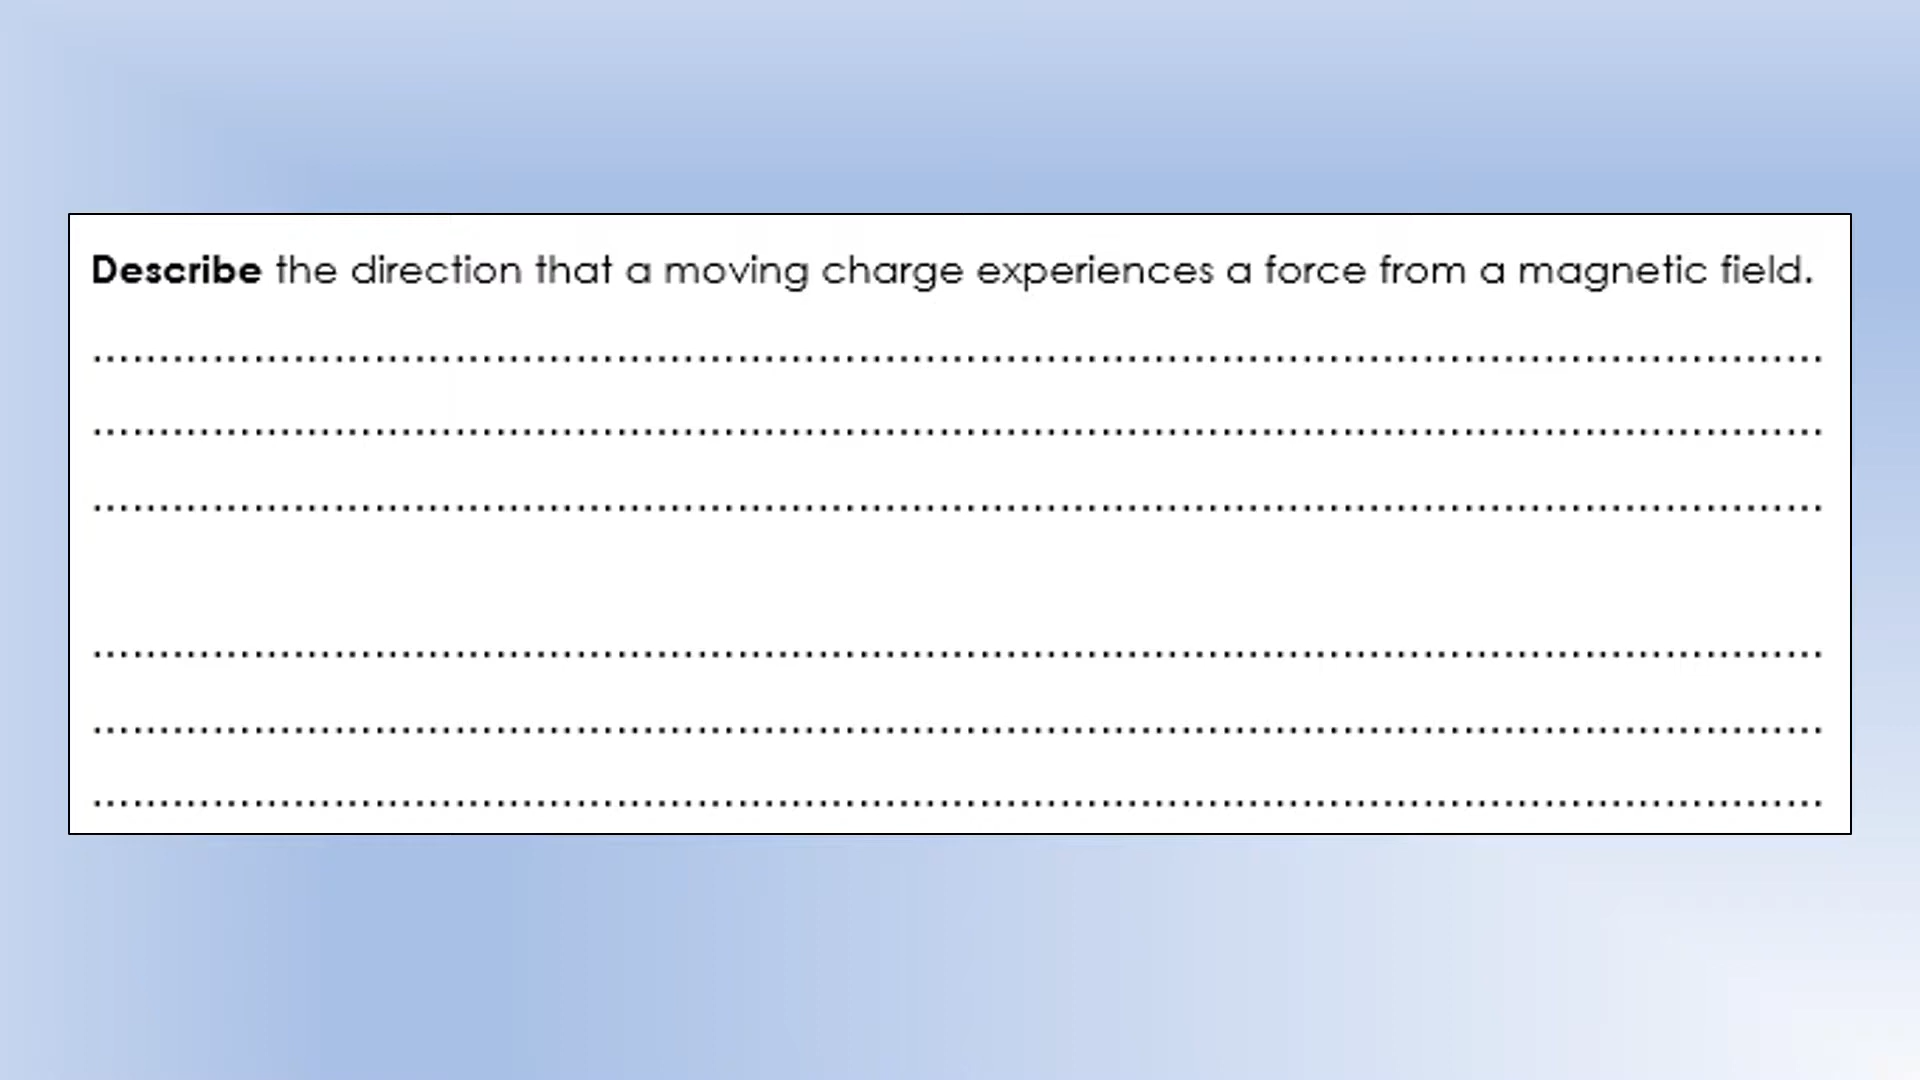 Describe the direction that a moving charge experiences a force from a magnetic field.